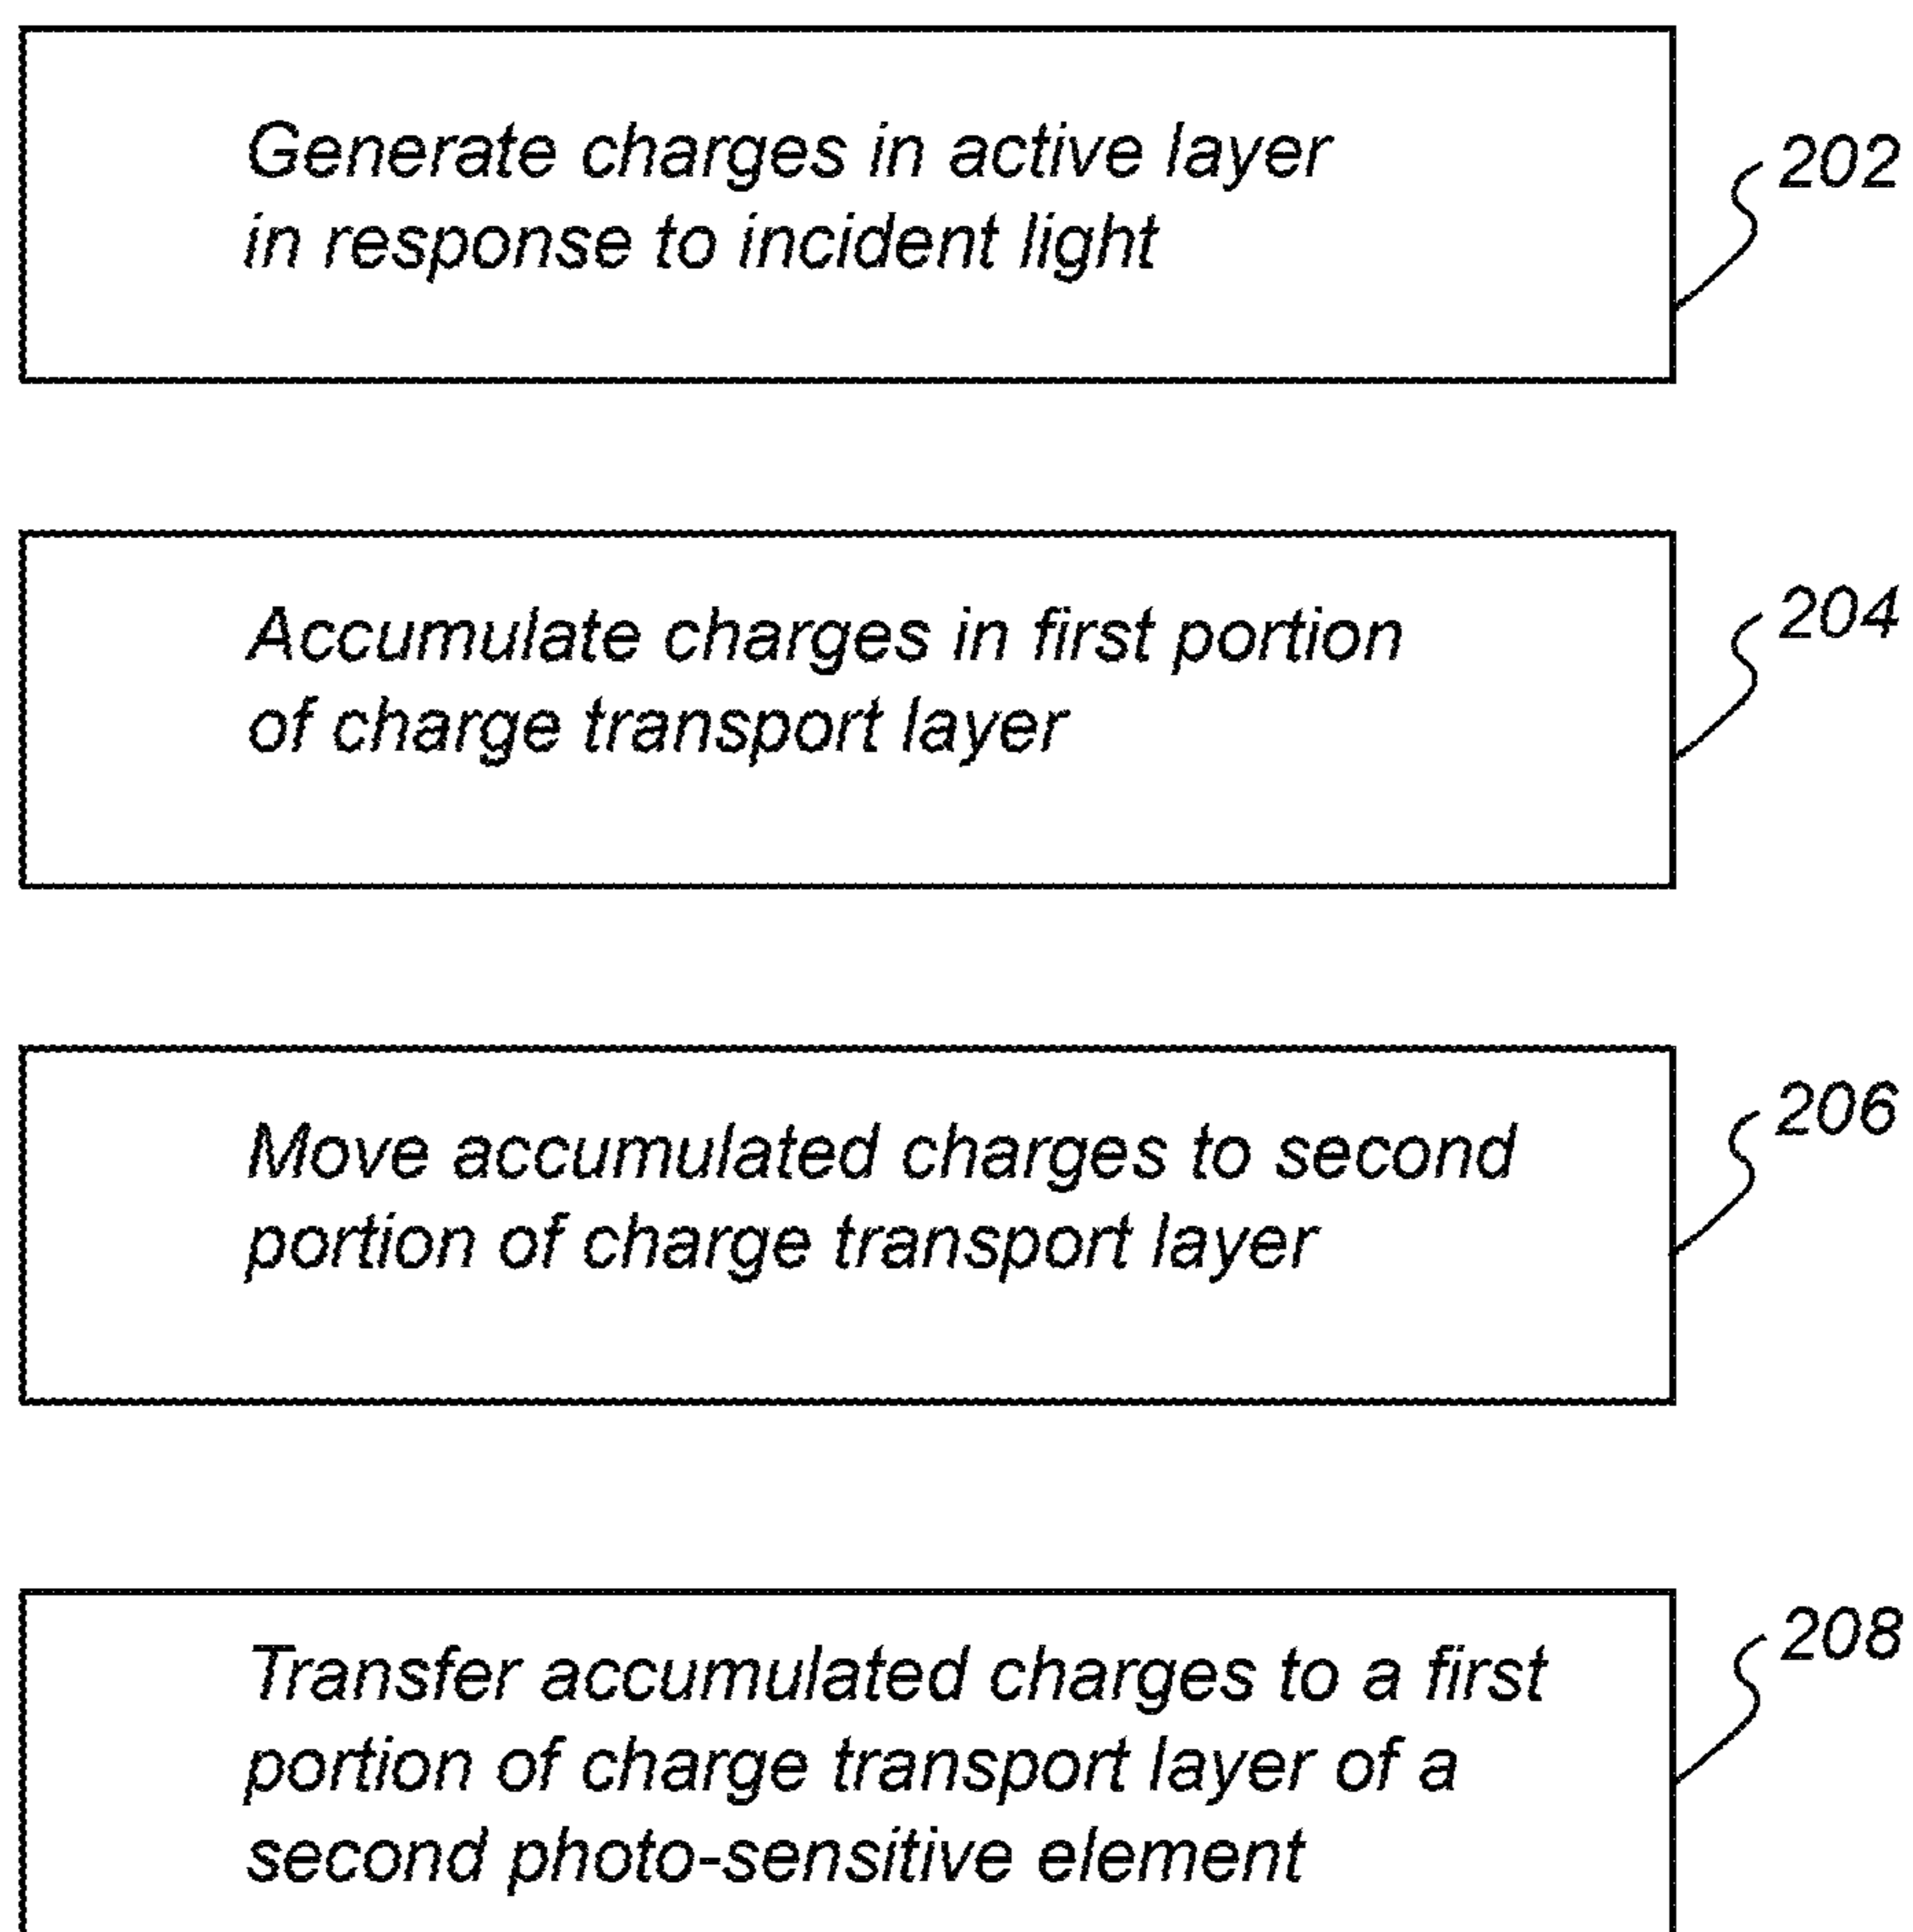 Generate charges in active layer
in response to incident light
202
Accumulate charges in first portion
of charge transport layer
204
Move accumulated charges to second
portion of charge transport layer
206
Transfer accumulated charges to a first
portion of charge transport layer of a
second photo-sensitive element
208